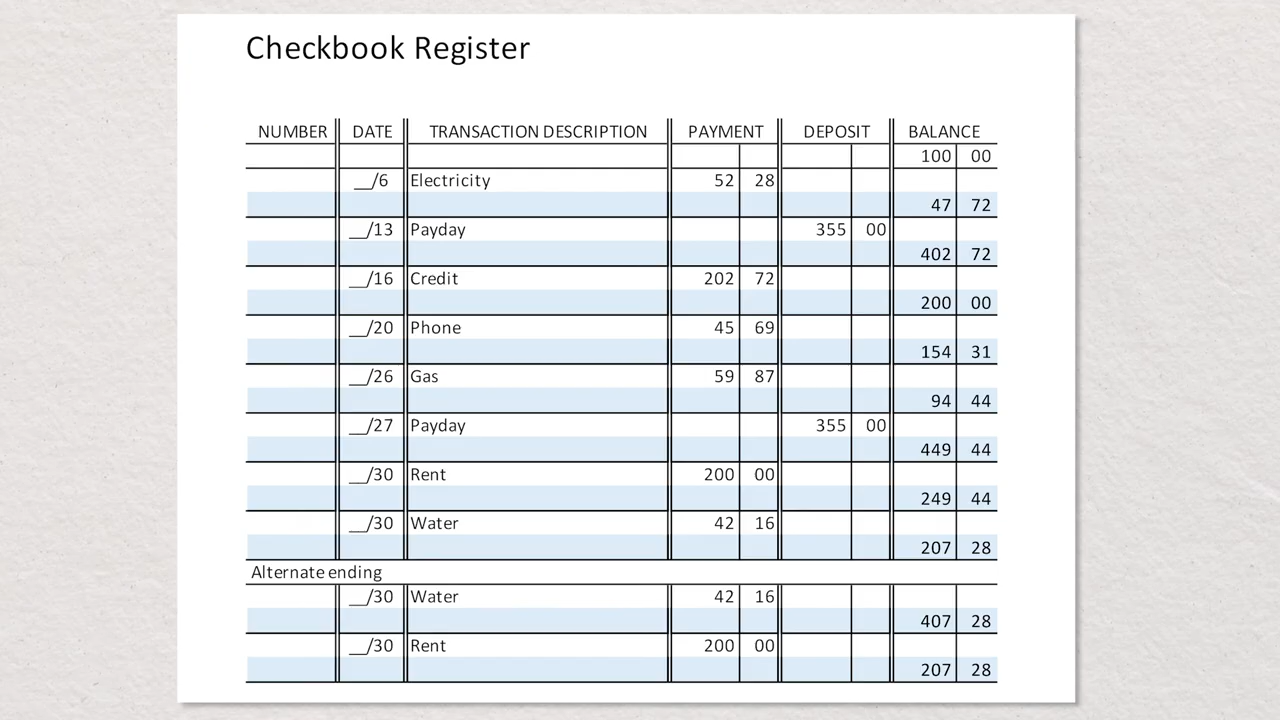 Checkbook Register
NUMBER DATE TRANSACTION DESCRIPTION PAYMENT DEPOSIT BALANCE
100 00
__/6 Electricity 52 28
47 72
__/13 Payday 355 00
402 72
__/16 Credit 202 72
200 00
__/20 Phone 45 69
154 31
__/26 Gas 59 87
94 44
__/27 Payday 355 00
449 44
__/30 Rent 200 00
249 44
__/30 Water 42 16
207 28
Alternate ending
__/30 Water 42 16
407 28
__/30 Rent 200 00
207 28